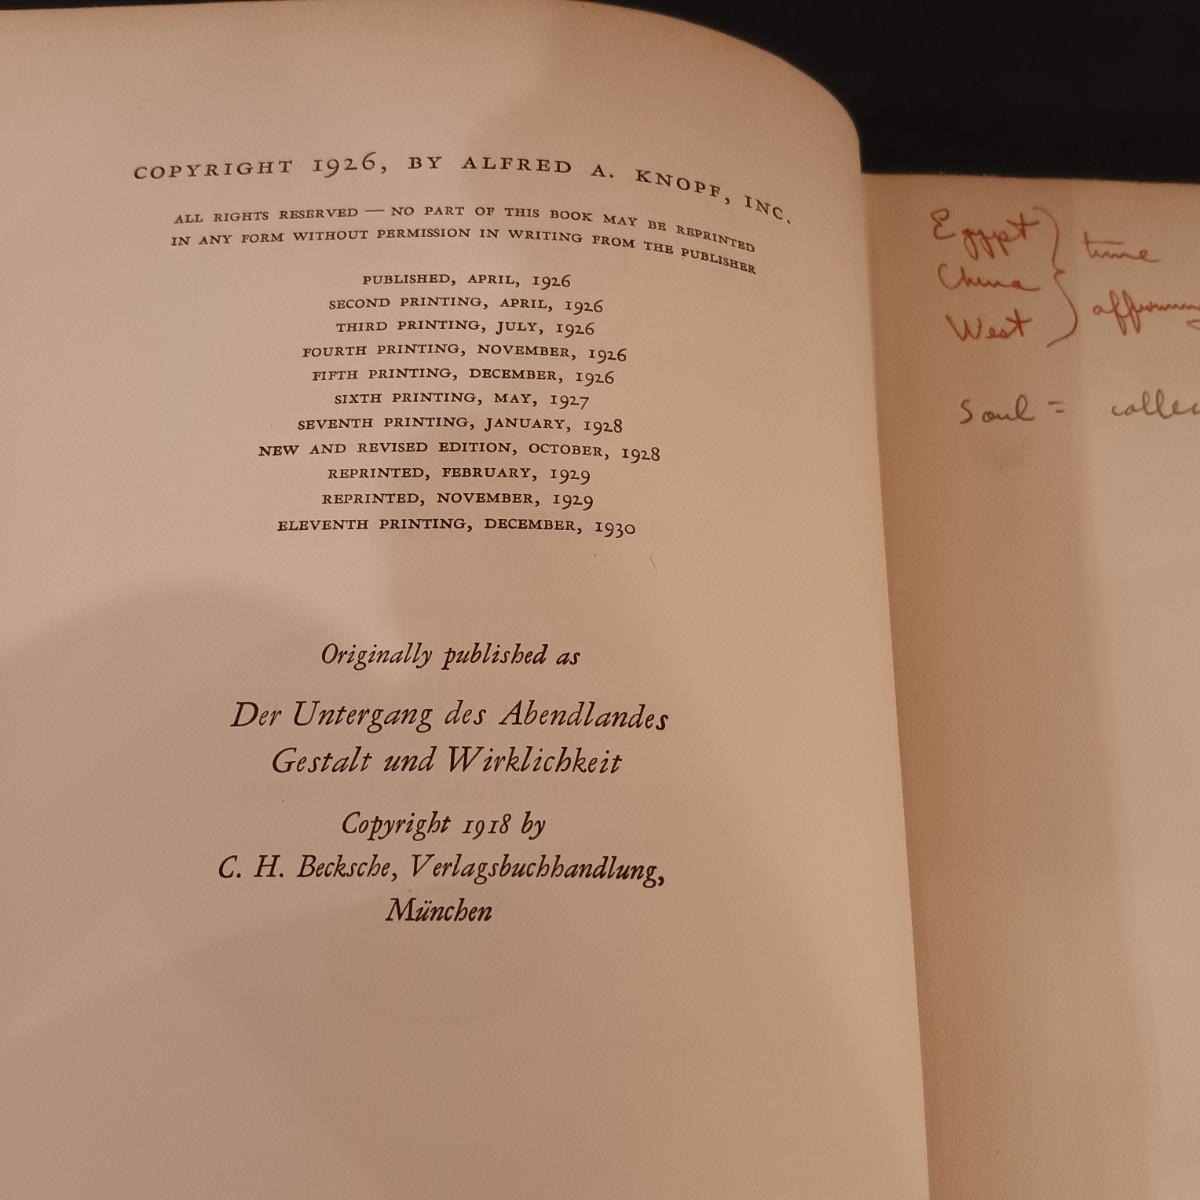 COPYRIGHT 1926, BY ALFRED A. KNOPF, INC.
ALL RIGHTS RESERVED — NO PART OF THIS BOOK MAY BE REPRINTED
IN ANY FORM WITHOUT PERMISSION IN WRITING FROM THE PUBLISHER
PUBLISHED, APRIL, 1926
SECOND PRINTING, APRIL, 1926
THIRD PRINTING, JULY, 1926
FOURTH PRINTING, NOVEMBER, 1926
FIFTH PRINTING, DECEMBER, 1926
SIXTH PRINTING, MAY, 1927
SEVENTH PRINTING, JANUARY, 1928
NEW AND REVISED EDITION, OCTOBER, 1928
REPRINTED, FEBRUARY, 1929
REPRINTED, NOVEMBER, 1929
ELEVENTH PRINTING, DECEMBER, 1930
Originally published as
Der Untergang des Abendlandes
Gestalt und Wirklichkeit
Copyright 1918 by
C. H. Becksche, Verlagsbuchhandlung,
München
Egypt
China
West
time
Soul =